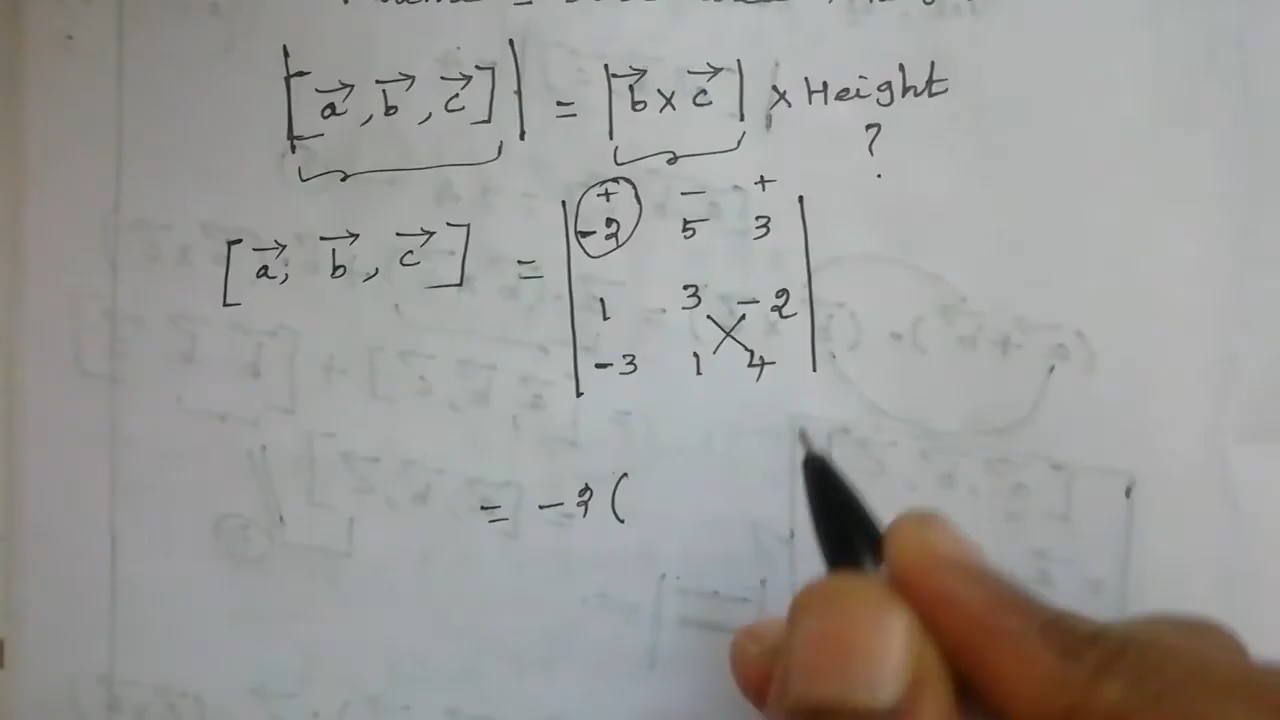 |[a⃗, b⃗, c⃗]| = |b⃗ × c⃗| × Height
?
+ − +
[a⃗, b⃗, c⃗] = | -2 5 3 |
1 3 -2
-3 1 4
= -2 (